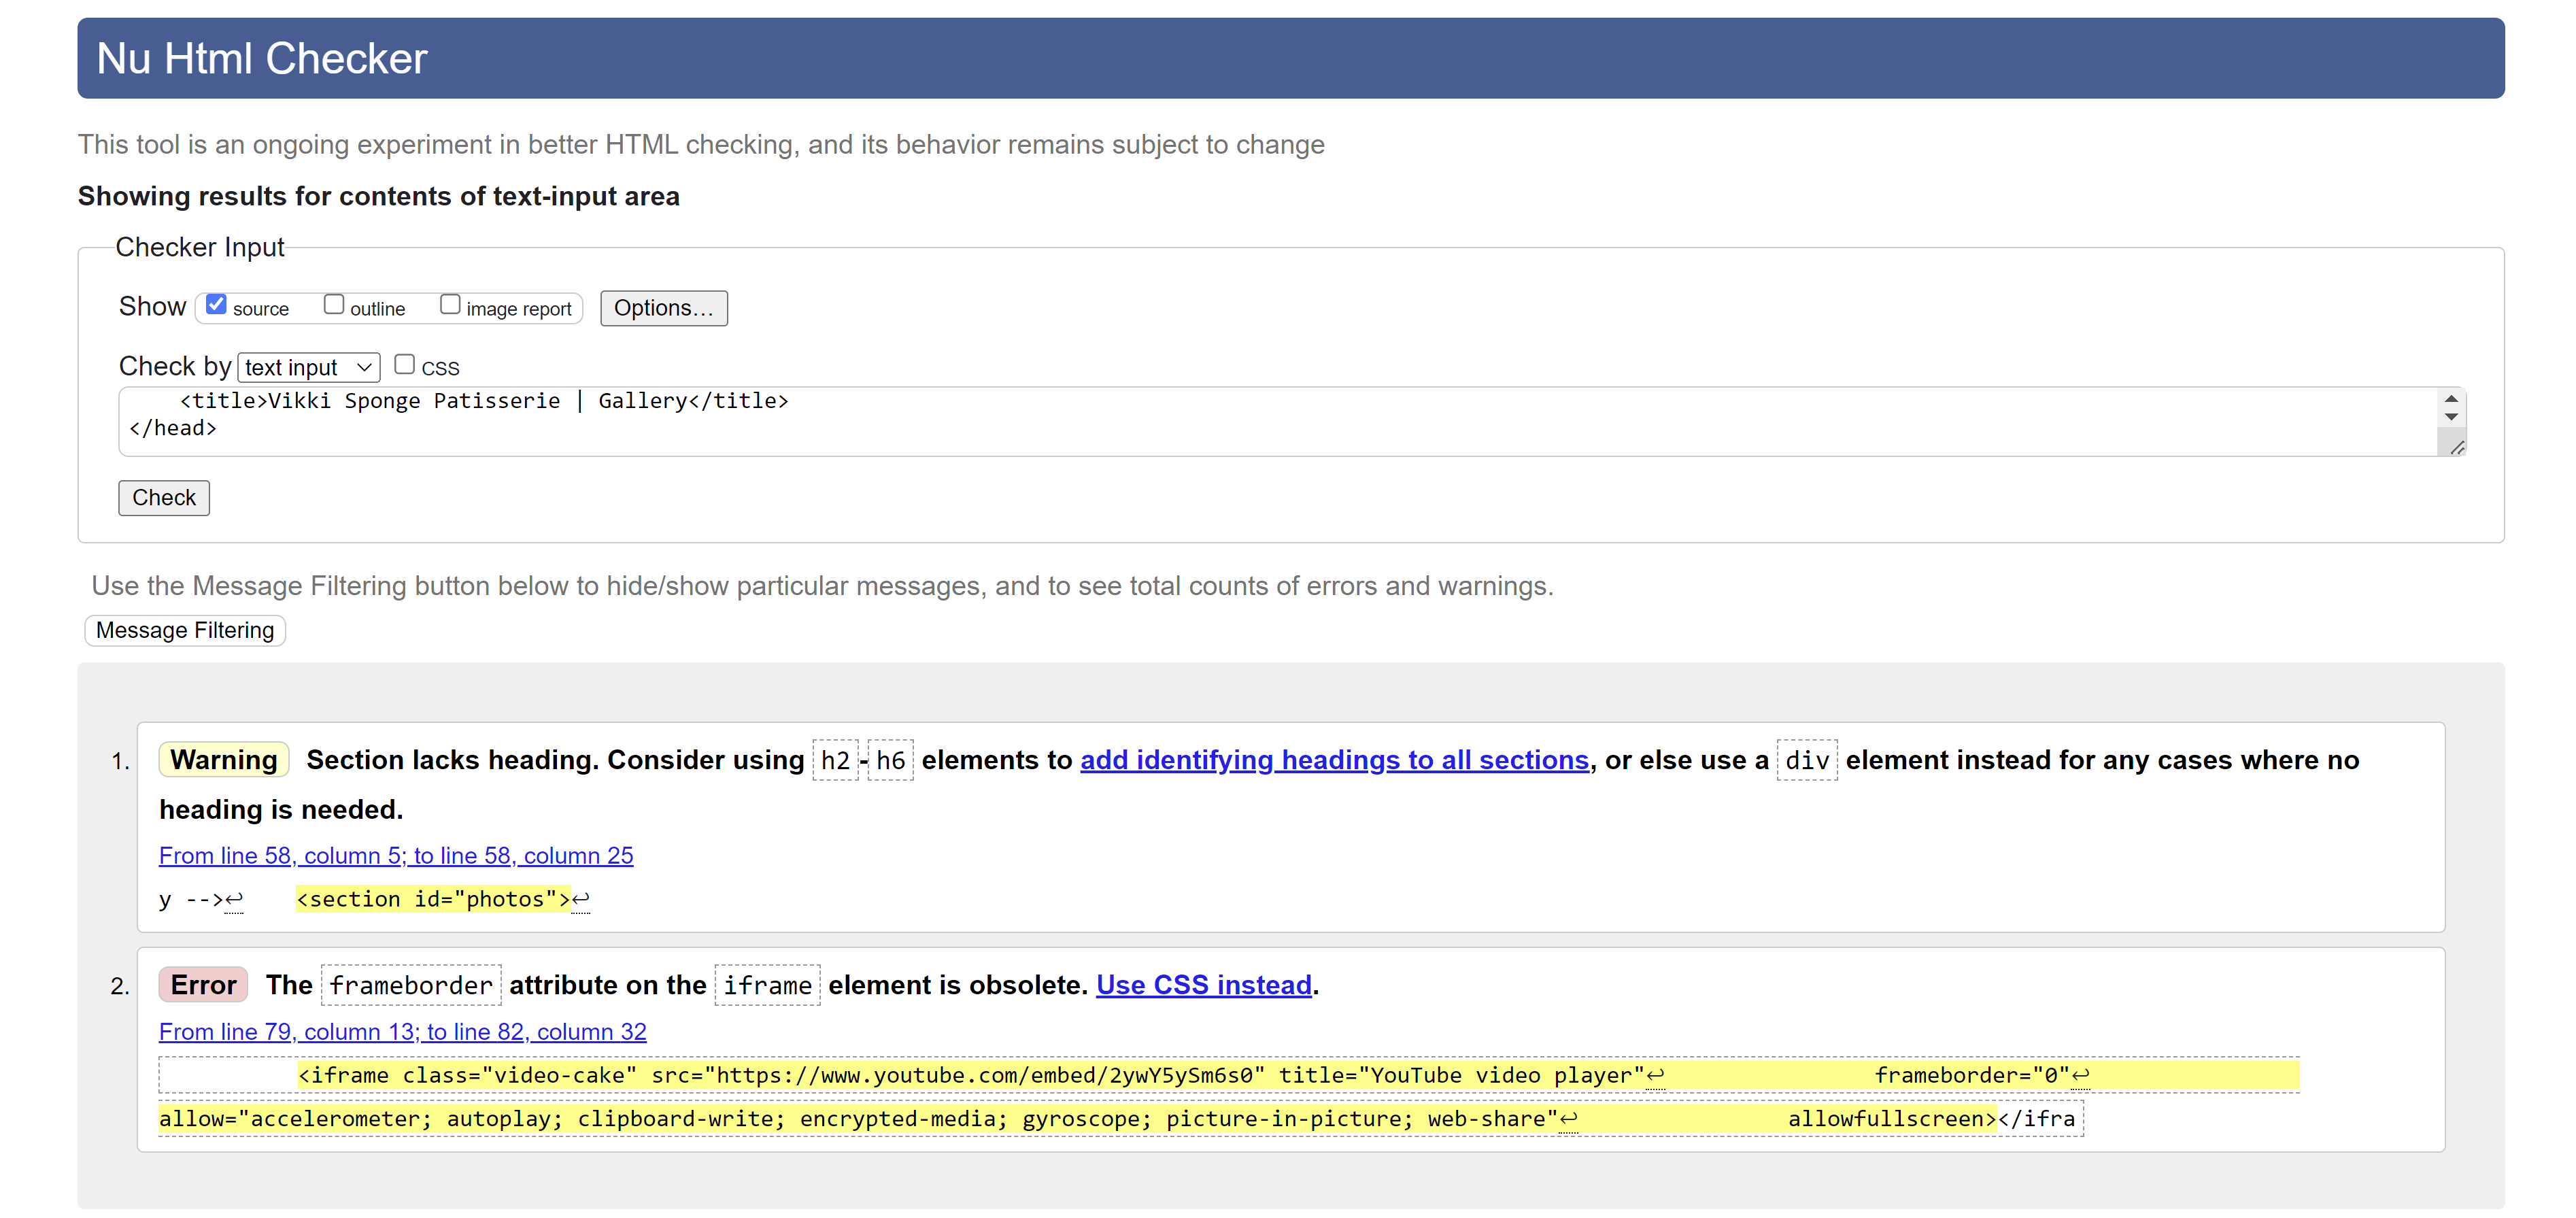 Nu Html Checker
This tool is an ongoing experiment in better HTML checking, and its behavior remains subject to change
Showing results for contents of text-input area
Checker Input
Show source outline image report Options...
Check by text input CSS
<title>Vikki Sponge Patisserie | Gallery</title>
</head>
Check
Use the Message Filtering button below to hide/show particular messages, and to see total counts of errors and warnings.
Message Filtering
1. Warning Section lacks heading. Consider using h2-h6 elements to add identifying headings to all sections, or else use a div element instead for any cases where no
heading is needed.
From line 58, column 5; to line 58, column 25
y -->↩ <section id="photos">↩
2. Error The frameborder attribute on the iframe element is obsolete. Use CSS instead.
From line 79, column 13; to line 82, column 32
<iframe class="video-cake" src="https://www.youtube.com/embed/2ywY5ySm6s0" title="YouTube video player"↩ frameborder="0"↩
allow="accelerometer; autoplay; clipboard-write; encrypted-media; gyroscope; picture-in-picture; web-share"↩ allowfullscreen></ifra